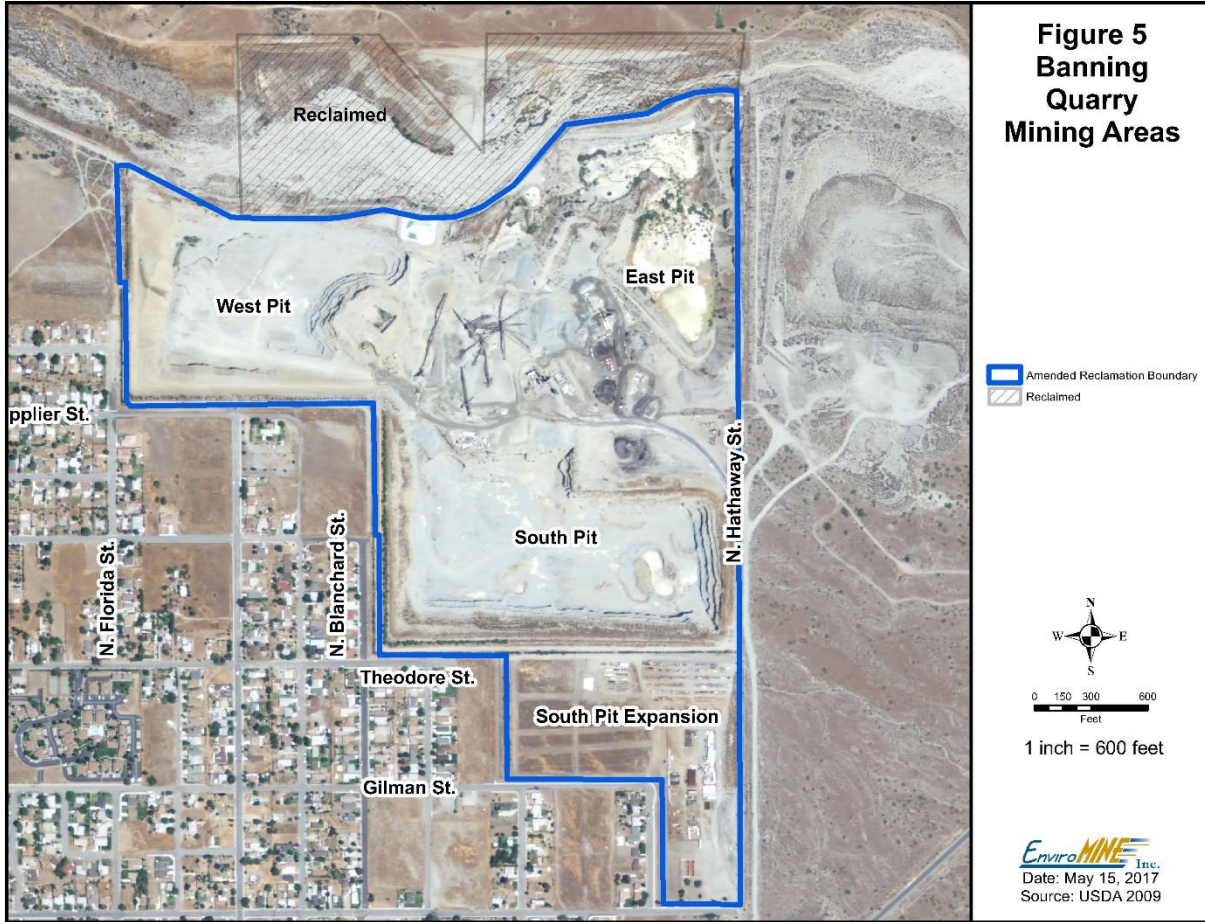 Figure 5
Banning
Quarry
Mining Areas
Reclaimed
East Pit
West Pit
pplier St.
South Pit
N. Hathaway St.
N. Florida St.
N. Blanchard St.
Theodore St.
South Pit Expansion
Gilman St.
Amended Reclamation Boundary
Reclaimed
N
W E
S
0 150 300 600
Feet
1 inch = 600 feet
EnviroMINE Inc.
Date: May 15, 2017
Source: USDA 2009